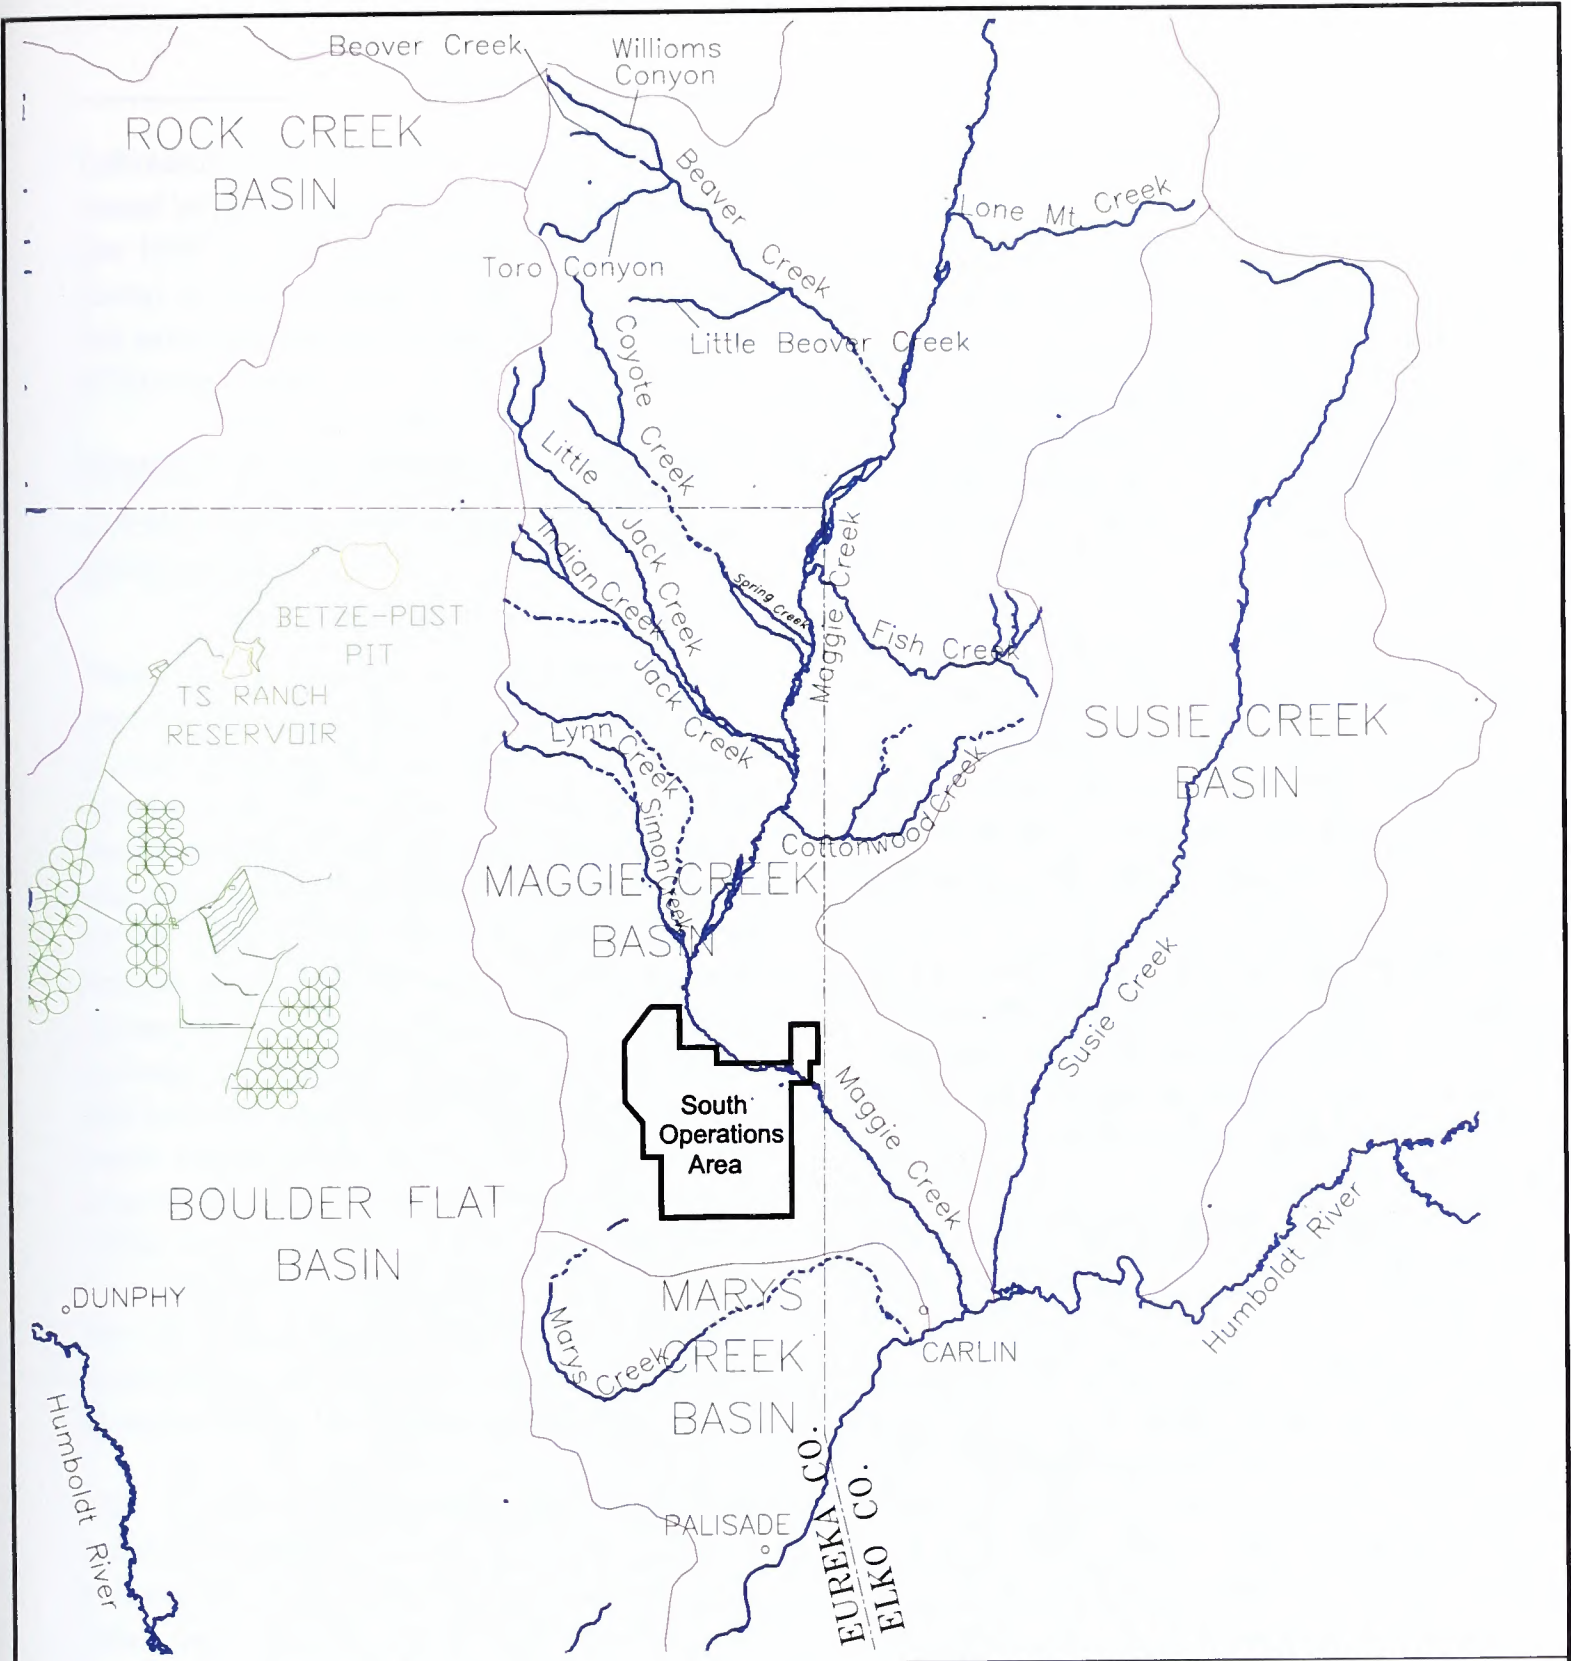 Beover Creek
Willioms
Conyon
ROCK CREEK
BASIN
Beaver Creek
Lone Mt. Creek
Toro Conyon
Little Beover Creek
Coyote Creek
Little Jack Creek
Indian Creek
Spring Creek
Maggie Creek
BETZE-POST
PIT
Fish Creek
Jack Creek
TS RANCH
RESERVOIR
Lynn Creek
SUSIE CREEK
BASIN
Simon Creek
Cottonwood Creek
MAGGIE CREEK
BASIN
Susie Creek
Maggie Creek
South
Operations
Area
BOULDER FLAT
BASIN
Humboldt River
DUNPHY
MARYS
CREEK
BASIN
Marys Creek
CARLIN
Humboldt River
PALISADE
EUREKA CO.
ELKO CO.